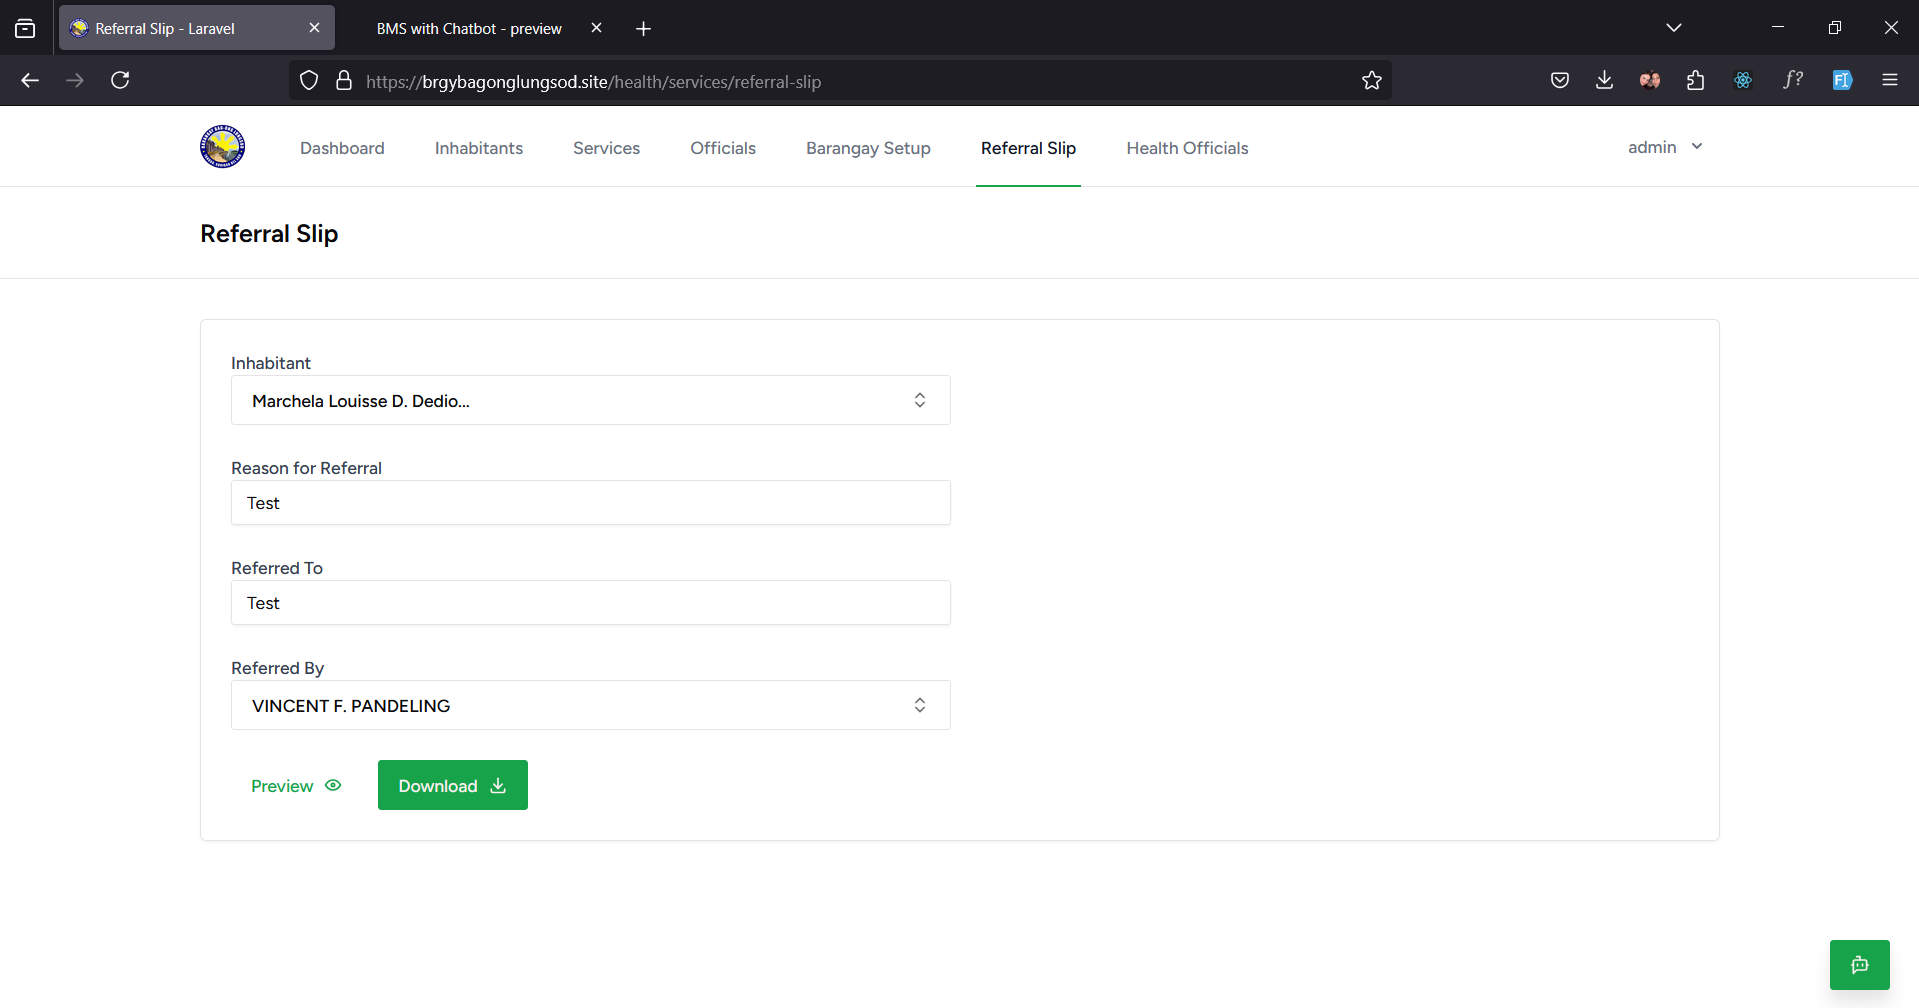 Referral Slip - Laravel
BMS with Chatbot - preview
https://brgybagonglungsod.site/health/services/referral-slip
Dashboard
Inhabitants
Services
Officials
Barangay Setup
Referral Slip
Health Officials
admin
Referral Slip
Inhabitant
Marchela Louisse D. Dedio...
Reason for Referral
Test
Referred To
Test
Referred By
VINCENT F. PANDELING
Preview
Download